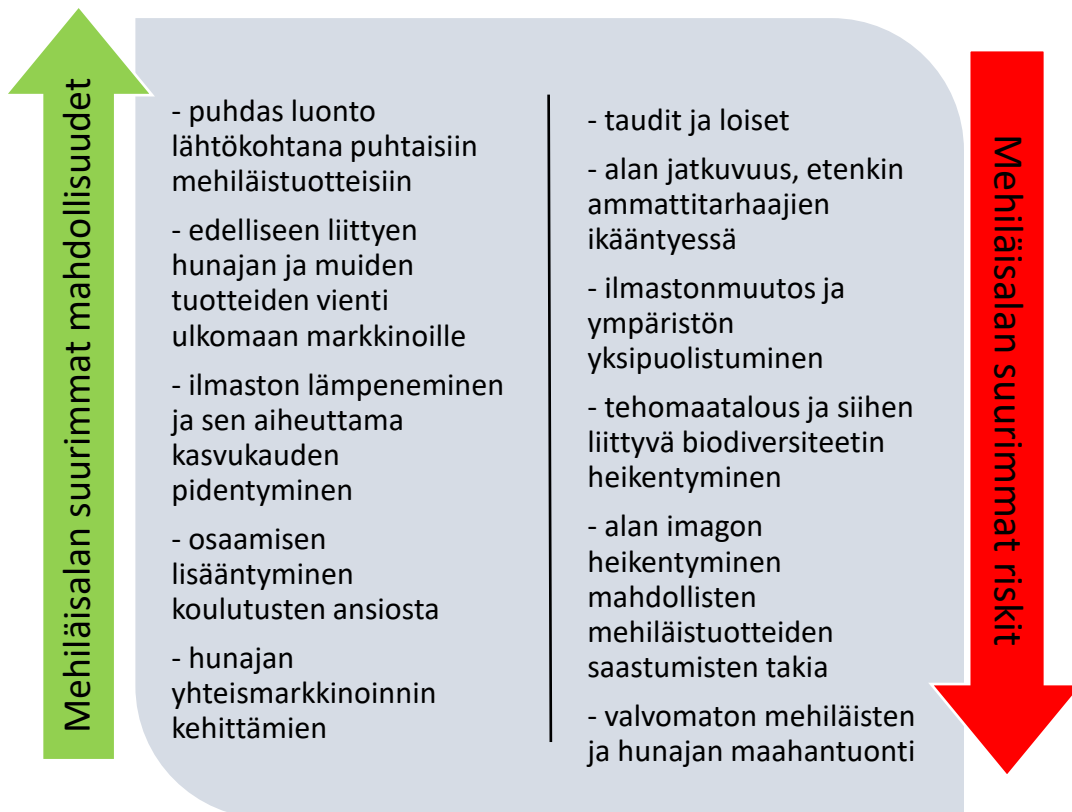 Mehiläisalan suurimmat mahdollisuudet
- puhdas luonto
lähtökohtana puhtaisiin
mehiläistuotteisiin
- edelliseen liittyen
hunajan ja muiden
tuotteiden vienti
ulkomaan markkinoille
- ilmaston lämpeneminen
ja sen aiheuttama
kasvukauden
pidentyminen
- osaamisen
lisääntyminen
koulutusten ansiosta
- hunajan
yhteismarkkinoinnin
kehittämien
- taudit ja loiset
- alan jatkuvuus, etenkin
ammattitarhaajien
ikääntyessä
- ilmastonmuutos ja
ympäristön
yksipuolistuminen
- tehomaatalous ja siihen
liittyvä biodiversiteetin
heikentyminen
- alan imagon
heikentyminen
mahdollisten
mehiläistuotteiden
saastumisten takia
- valvomaton mehiläisten
ja hunajan maahantuonti
Mehiläisalan suurimmat riskit